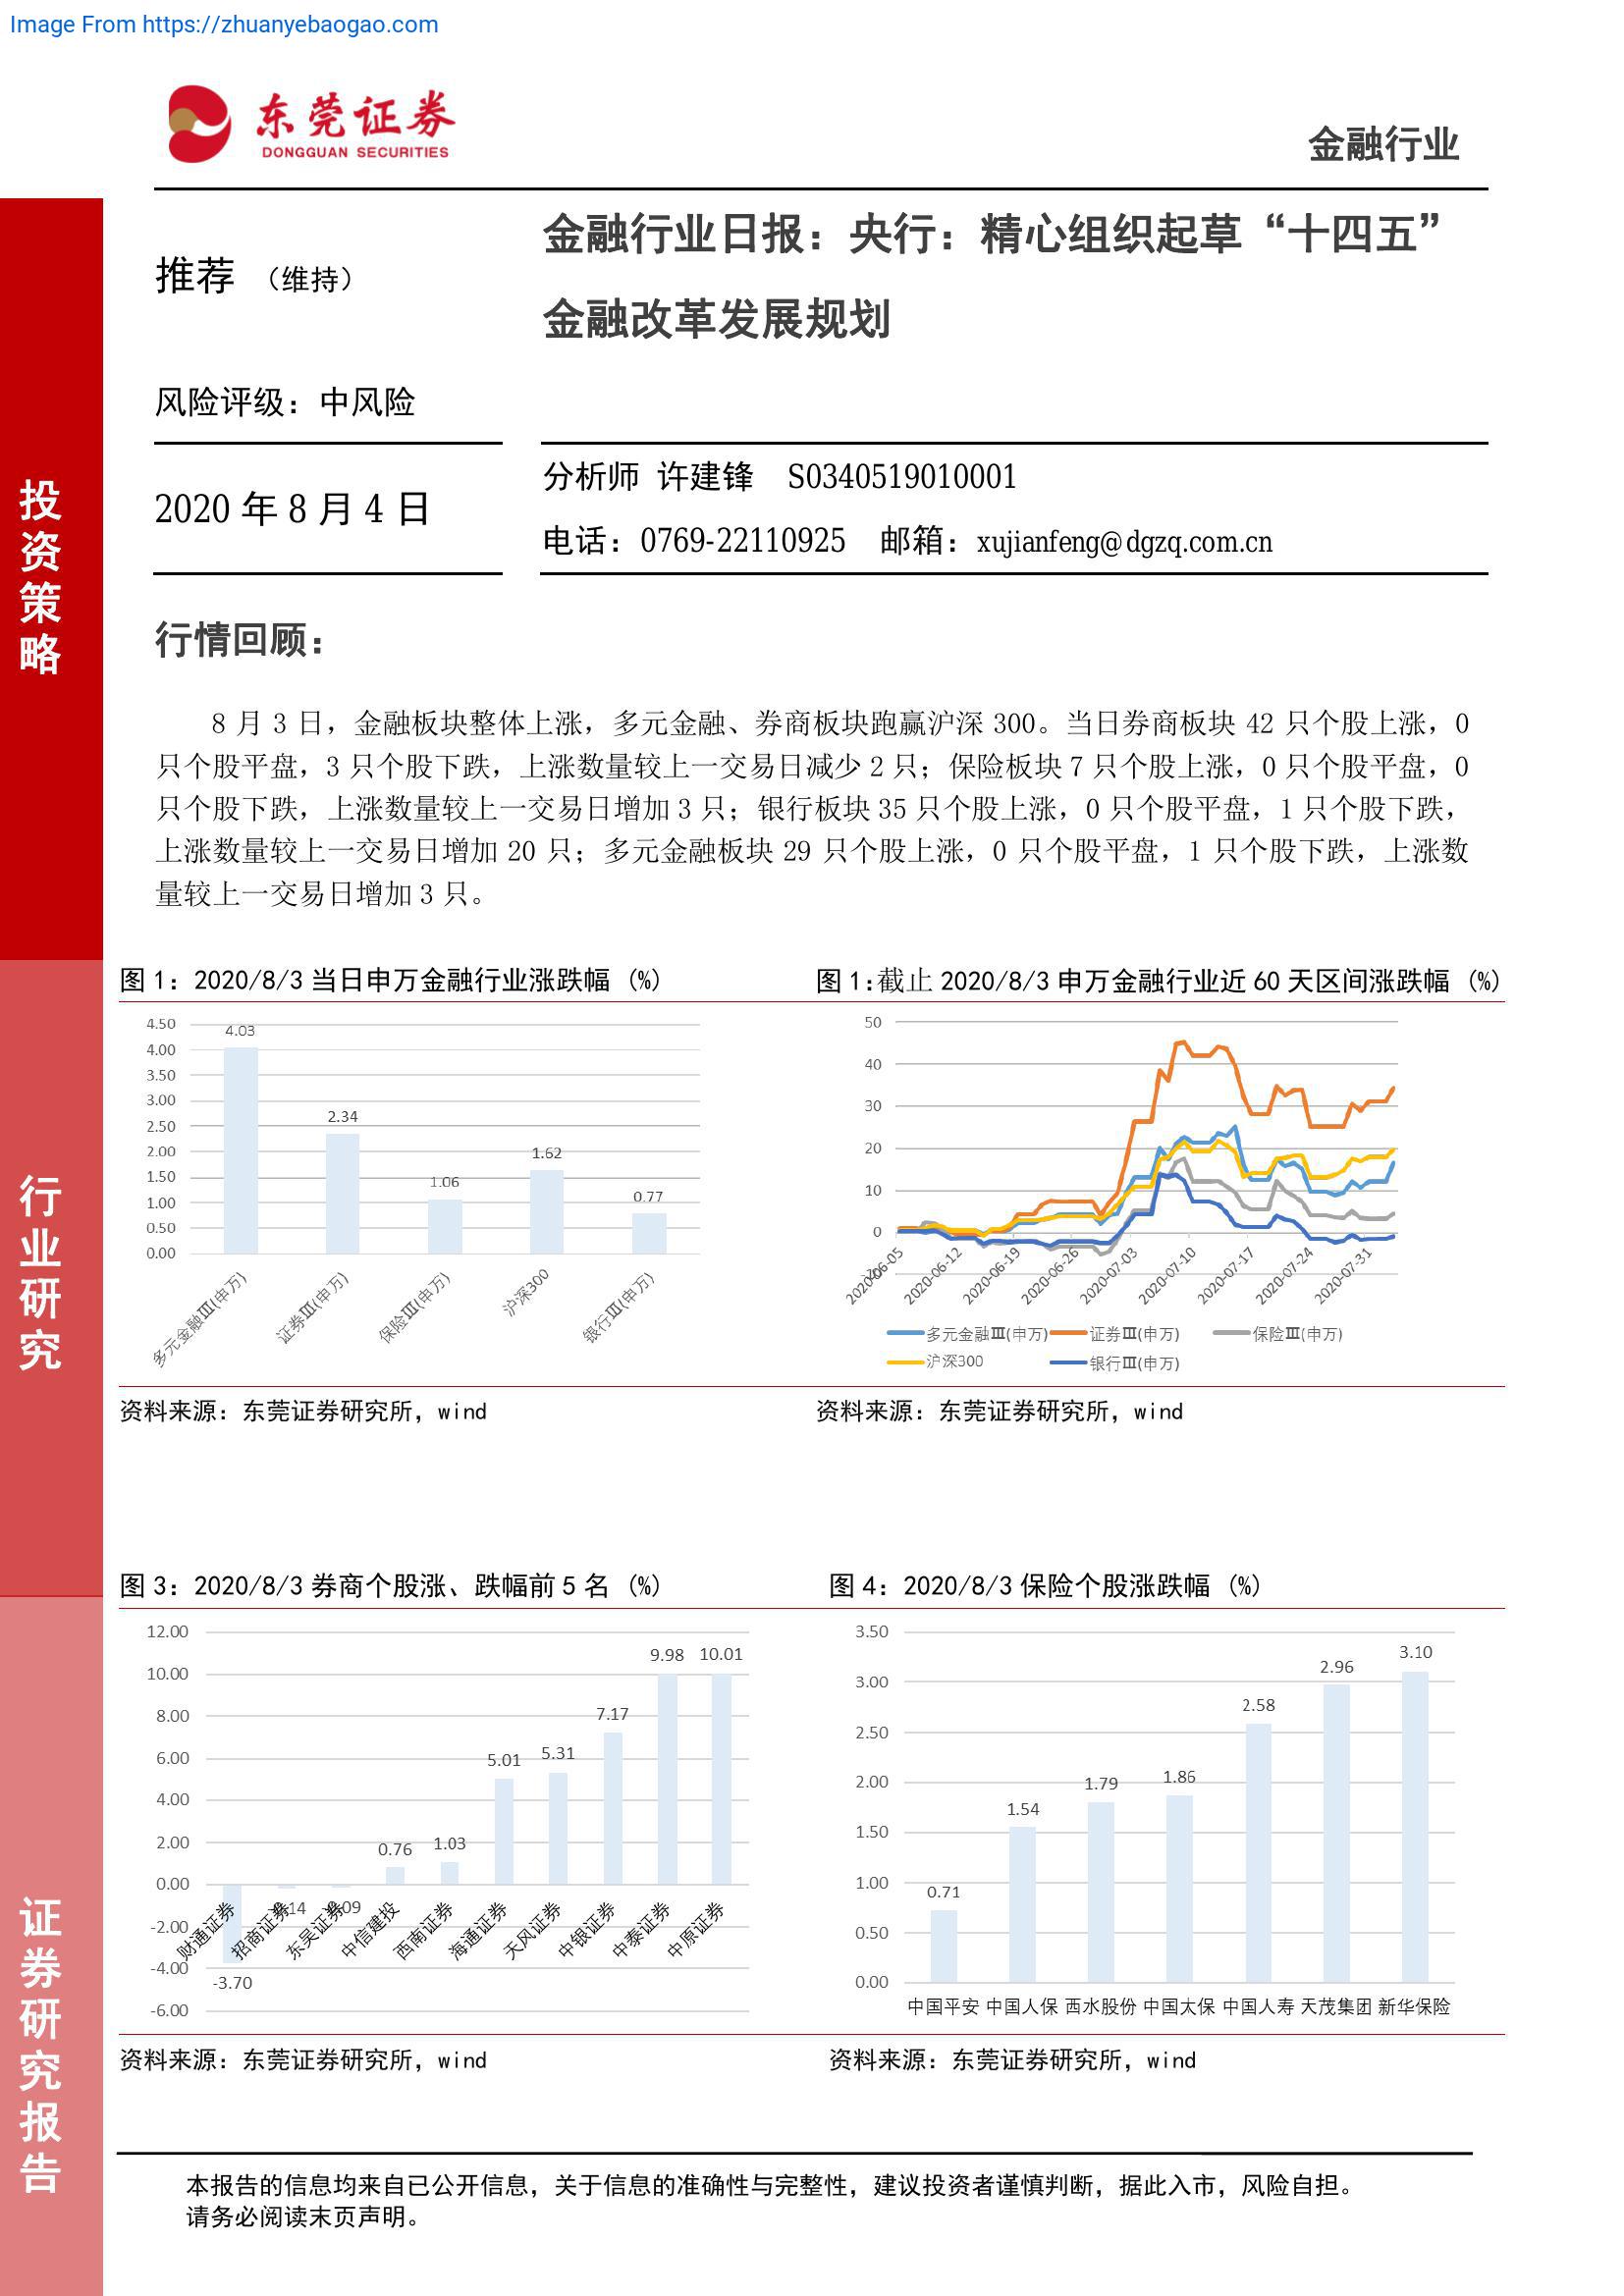 Image From https://zhuanyebaogao.com
东莞证券
DONGGUAN SECURITIES
金融行业
投资策略
行业研究
证券研究报告
推荐 （维持）
金融行业日报：央行：精心组织起草“十四五”
金融改革发展规划
风险评级：中风险
2020 年 8 月 4 日
分析师 许建锋 S0340519010001
电话：0769-22110925 邮箱：xujianfeng@dgzq.com.cn
行情回顾：
8 月 3 日，金融板块整体上涨，多元金融、券商板块跑赢沪深 300。当日券商板块 42 只个股上涨，0
只个股平盘，3 只个股下跌，上涨数量较上一交易日减少 2 只；保险板块 7 只个股上涨，0 只个股平盘，0
只个股下跌，上涨数量较上一交易日增加 3 只；银行板块 35 只个股上涨，0 只个股平盘，1 只个股下跌，
上涨数量较上一交易日增加 20 只；多元金融板块 29 只个股上涨，0 只个股平盘，1 只个股下跌，上涨数
量较上一交易日增加 3 只。
图 1：2020/8/3 当日申万金融行业涨跌幅 (%)
4.50
4.00
3.50
3.00
2.50
2.00
1.50
1.00
0.50
0.00
4.03
2.34
1.06
1.62
0.77
多元金融Ⅲ(申万)
证券Ⅲ(申万)
保险Ⅲ(申万)
沪深300
银行Ⅲ(申万)
资料来源：东莞证券研究所，wind
图 1:截止 2020/8/3 申万金融行业近 60 天区间涨跌幅 (%)
50
40
30
20
10
0
-10
2020-06-05
2020-06-12
2020-06-19
2020-06-26
2020-07-03
2020-07-10
2020-07-17
2020-07-24
2020-07-31
多元金融Ⅲ(申万)
证券Ⅲ(申万)
保险Ⅲ(申万)
沪深300
银行Ⅲ(申万)
资料来源：东莞证券研究所，wind
图 3：2020/8/3 券商个股涨、跌幅前 5 名 (%)
12.00
10.00
8.00
6.00
4.00
2.00
0.00
-2.00
-4.00
-6.00
-3.70
-0.14
-0.09
0.76
1.03
5.01
5.31
7.17
9.98
10.01
财通证券
招商证券
东吴证券
中信建投
西南证券
海通证券
天风证券
中银证券
中泰证券
中原证券
资料来源：东莞证券研究所，wind
图 4：2020/8/3 保险个股涨跌幅 (%)
3.50
3.00
2.50
2.00
1.50
1.00
0.50
0.00
0.71
1.54
1.79
1.86
2.58
2.96
3.10
中国平安 中国人保 西水股份 中国太保 中国人寿 天茂集团 新华保险
资料来源：东莞证券研究所，wind
本报告的信息均来自已公开信息，关于信息的准确性与完整性，建议投资者谨慎判断，据此入市，风险自担。
请务必阅读末页声明。